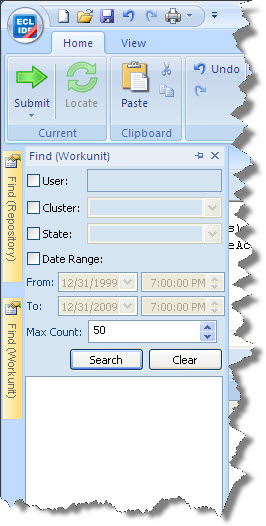 ECL
IDE
Home View
Submit
Locate
Paste
Undo
Current
Clipboard
Find (Workunit)
User:
Cluster:
State:
Date Range:
From: 12/31/1999 7:00:00 PM
To: 12/31/2009 7:00:00 PM
Max Count: 50
Search Clear
Find (Repository)
Find (Workunit)